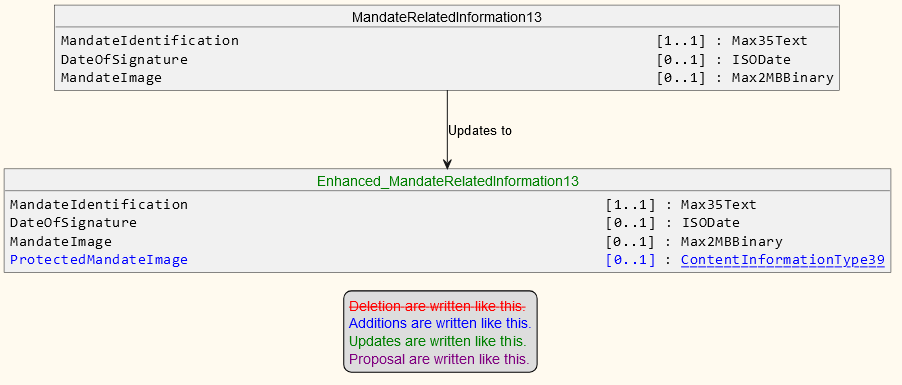 MandateRelatedInformation13
MandateIdentification [1..1] : Max35Text
DateOfSignature [0..1] : ISODate
MandateImage [0..1] : Max2MBBinary
Updates to
Enhanced_MandateRelatedInformation13
MandateIdentification [1..1] : Max35Text
DateOfSignature [0..1] : ISODate
MandateImage [0..1] : Max2MBBinary
ProtectedMandateImage [0..1] : ContentInformationType39
Deletion are written like this.
Additions are written like this.
Updates are written like this.
Proposal are written like this.